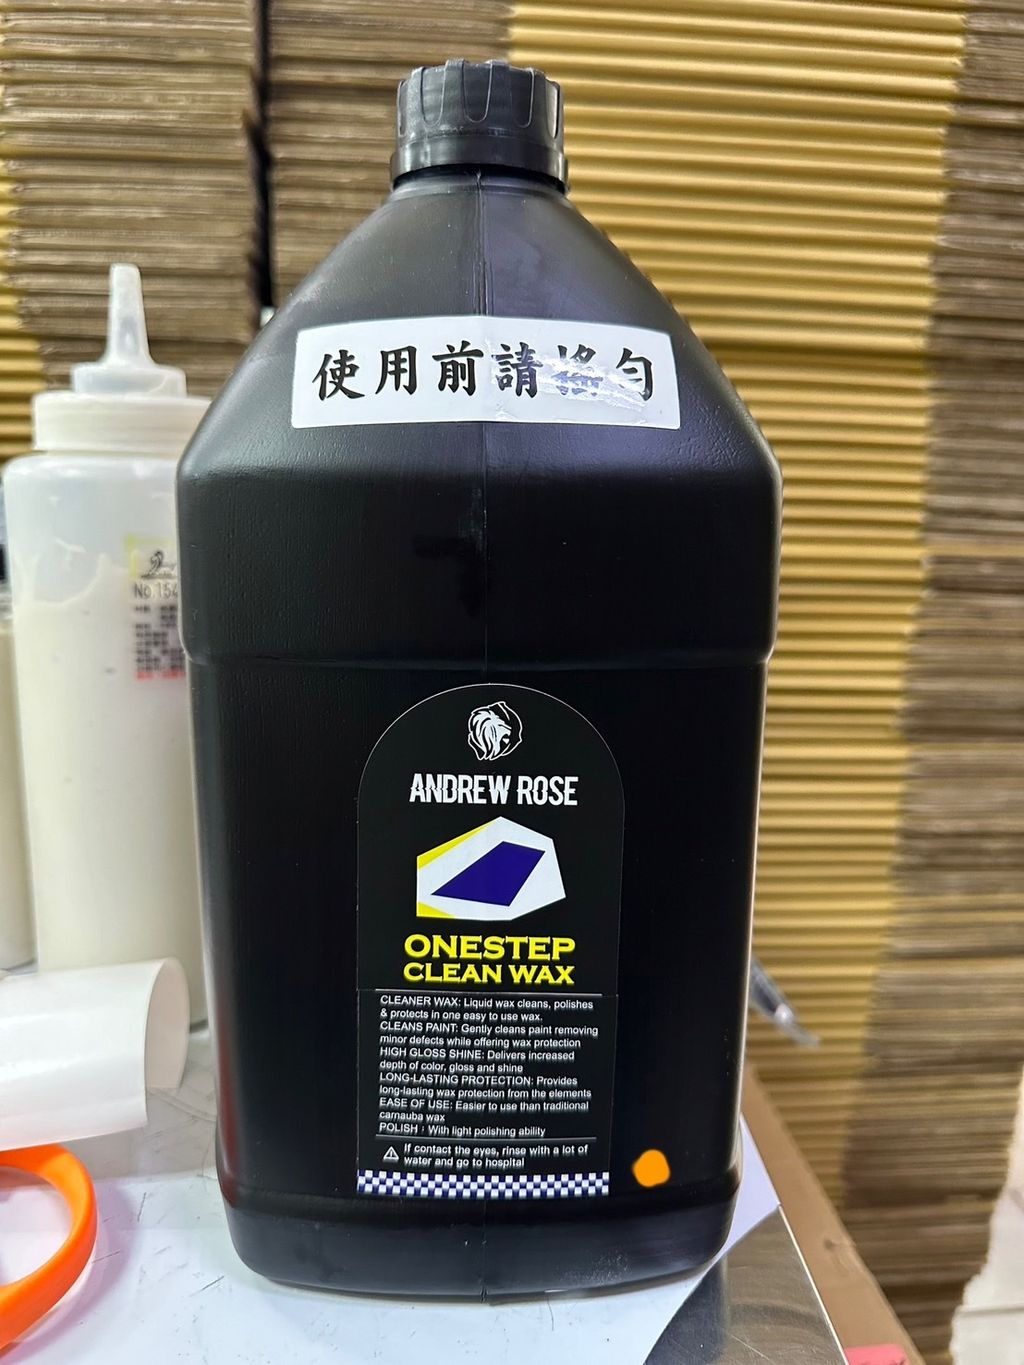 使用前請搖勻
No.154
ANDREW ROSE
ONESTEP
CLEAN WAX
CLEANER WAX: Liquid wax cleans, polishes
& protects in one easy to use wax.
CLEANS PAINT: Gently cleans paint removing
minor defects while offering wax protection
HIGH GLOSS SHINE: Delivers increased
depth of color, gloss and shine
LONG-LASTING PROTECTION: Provides
long-lasting wax protection from the elements
EASE OF USE: Easier to use than traditional
carnauba wax
POLISH：With light polishing ability
If contact the eyes, rinse with a lot of
water and go to hospital